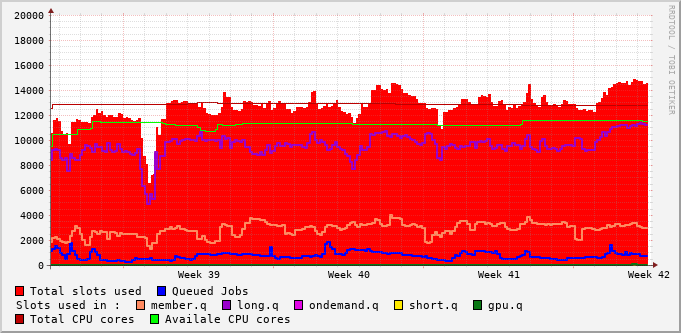 20000
18000
16000
14000
12000
10000
8000
6000
4000
2000
0
Week 39 Week 40 Week 41 Week 42
RRDTOOL / TOBI OETIKER
Total slots used Queued Jobs
Slots used in : member.q long.q ondemand.q short.q gpu.q
Total CPU cores Availale CPU cores